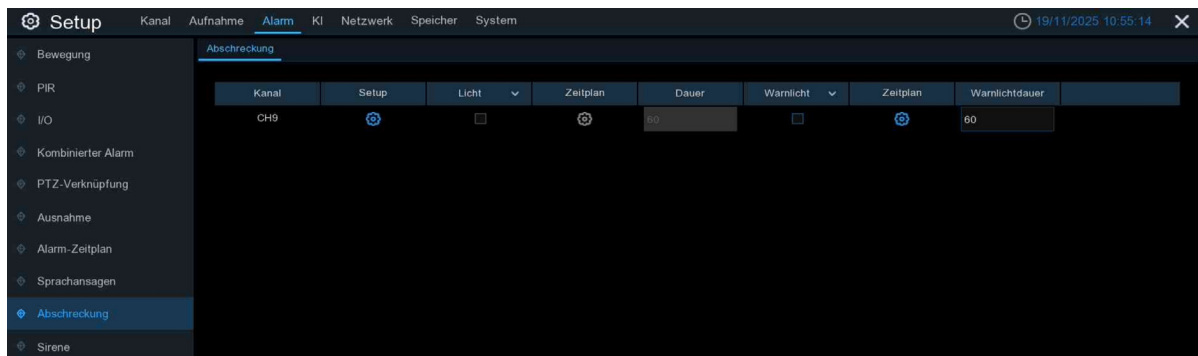 Setup Kanal Aufnahme Alarm KI Netzwerk Speicher System 19/11/2025 10:55:14
Bewegung
PIR
I/O
Kombinierter Alarm
PTZ-Verknüpfung
Ausnahme
Alarm-Zeitplan
Sprachansagen
Abschreckung
Sirene
Abschreckung
Kanal Setup Licht Zeitplan Dauer Warnlicht Zeitplan Warnlichtdauer
CH9 60 60